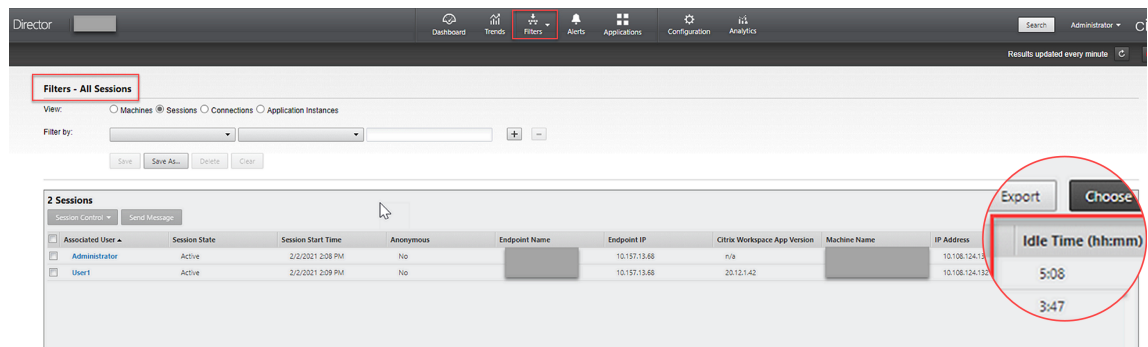 Director
Dashboard Trends Filters Alerts Applications Configuration Analytics
Search Administrator
Results updated every minute
Filters - All Sessions
View: Machines Sessions Connections Application Instances
Filter by:
+ -
Save Save As... Delete Clear
2 Sessions
Export Choose
Session Control Send Message
Associated User Session State Session Start Time Anonymous Endpoint Name Endpoint IP Citrix Workspace App Version Machine Name IP Address Idle Time (hh:mm)
Administrator Active 2/2/2021 2:08 PM No 10.157.13.68 n/a 5:08
User1 Active 2/2/2021 2:09 PM No 10.157.13.68 20.12.1.42 10.108.124.132 3:47